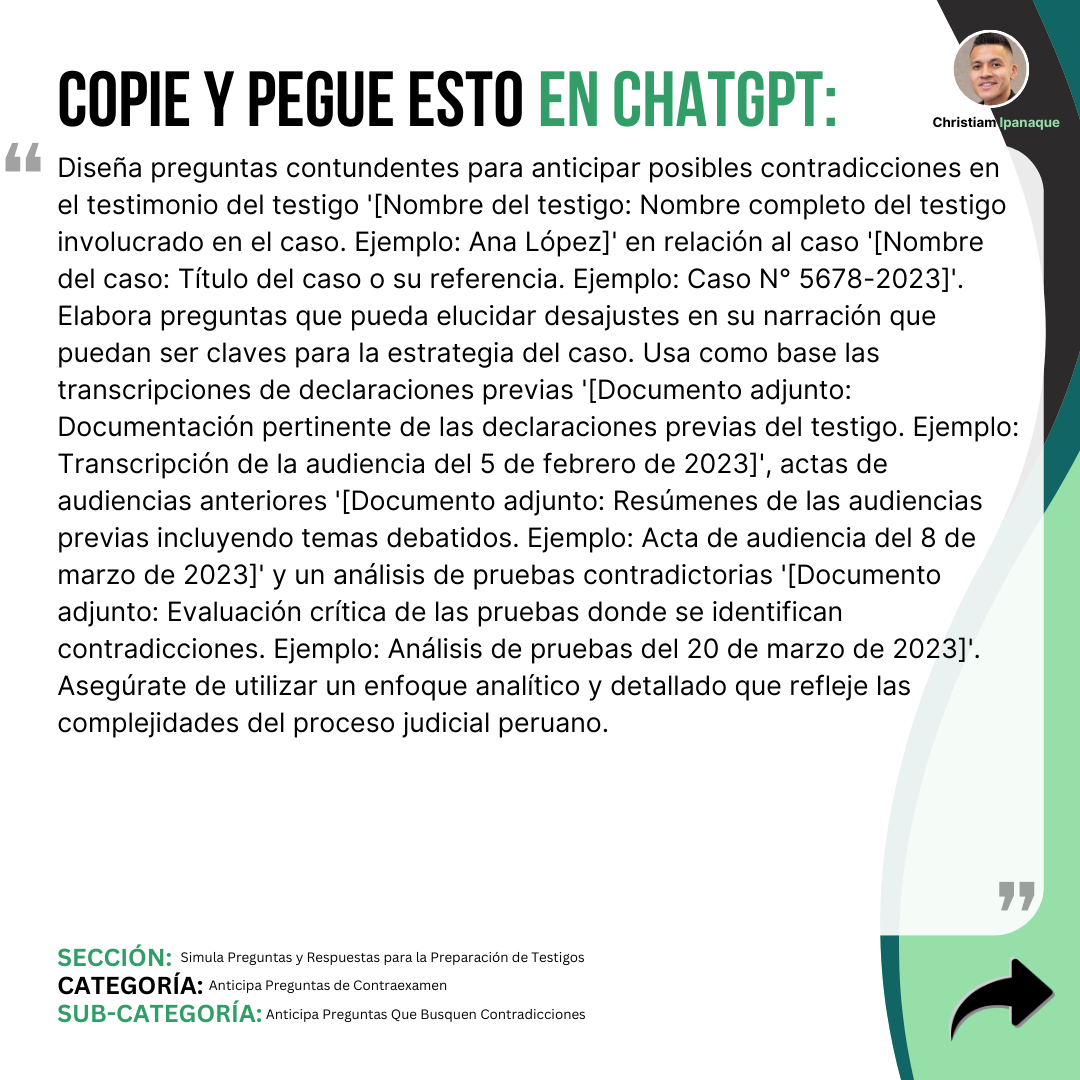 COPIE Y PEGUE ESTO EN CHATGPT:
Christiam Ipanaque
“
Diseña preguntas contundentes para anticipar posibles contradicciones en
el testimonio del testigo '[Nombre del testigo: Nombre completo del testigo
involucrado en el caso. Ejemplo: Ana López]' en relación al caso '[Nombre
del caso: Título del caso o su referencia. Ejemplo: Caso N° 5678-2023]'.
Elabora preguntas que pueda elucidar desajustes en su narración que
puedan ser claves para la estrategia del caso. Usa como base las
transcripciones de declaraciones previas '[Documento adjunto:
Documentación pertinente de las declaraciones previas del testigo. Ejemplo:
Transcripción de la audiencia del 5 de febrero de 2023]', actas de
audiencias anteriores '[Documento adjunto: Resúmenes de las audiencias
previas incluyendo temas debatidos. Ejemplo: Acta de audiencia del 8 de
marzo de 2023]' y un análisis de pruebas contradictorias '[Documento
adjunto: Evaluación crítica de las pruebas donde se identifican
contradicciones. Ejemplo: Análisis de pruebas del 20 de marzo de 2023]'.
Asegúrate de utilizar un enfoque analítico y detallado que refleje las
complejidades del proceso judicial peruano.
”
SECCIÓN: Simula Preguntas y Respuestas para la Preparación de Testigos
CATEGORÍA: Anticipa Preguntas de Contraexamen
SUB-CATEGORÍA: Anticipa Preguntas Que Busquen Contradicciones